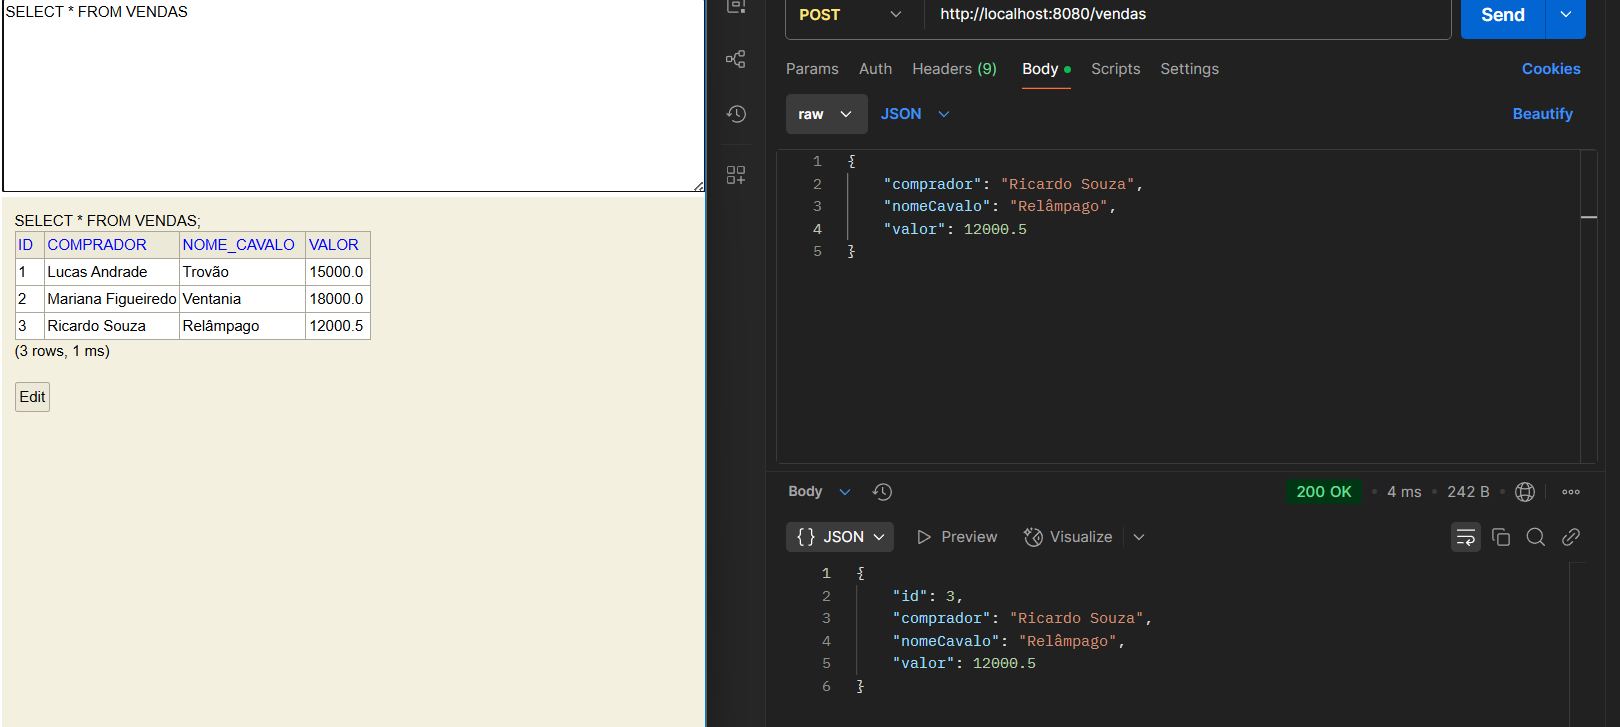 SELECT * FROM VENDAS
SELECT * FROM VENDAS;
ID COMPRADOR NOME_CAVALO VALOR
1 Lucas Andrade Trovão 15000.0
2 Mariana Figueiredo Ventania 18000.0
3 Ricardo Souza Relâmpago 12000.5
(3 rows, 1 ms)
Edit
POST http://localhost:8080/vendas Send
Params Auth Headers (9) Body Scripts Settings Cookies
raw JSON Beautify
1 {
2 "comprador": "Ricardo Souza",
3 "nomeCavalo": "Relâmpago",
4 "valor": 12000.5
5 }
Body 200 OK • 4 ms • 242 B •
{} JSON Preview Visualize
1 {
2 "id": 3,
3 "comprador": "Ricardo Souza",
4 "nomeCavalo": "Relâmpago",
5 "valor": 12000.5
6 }